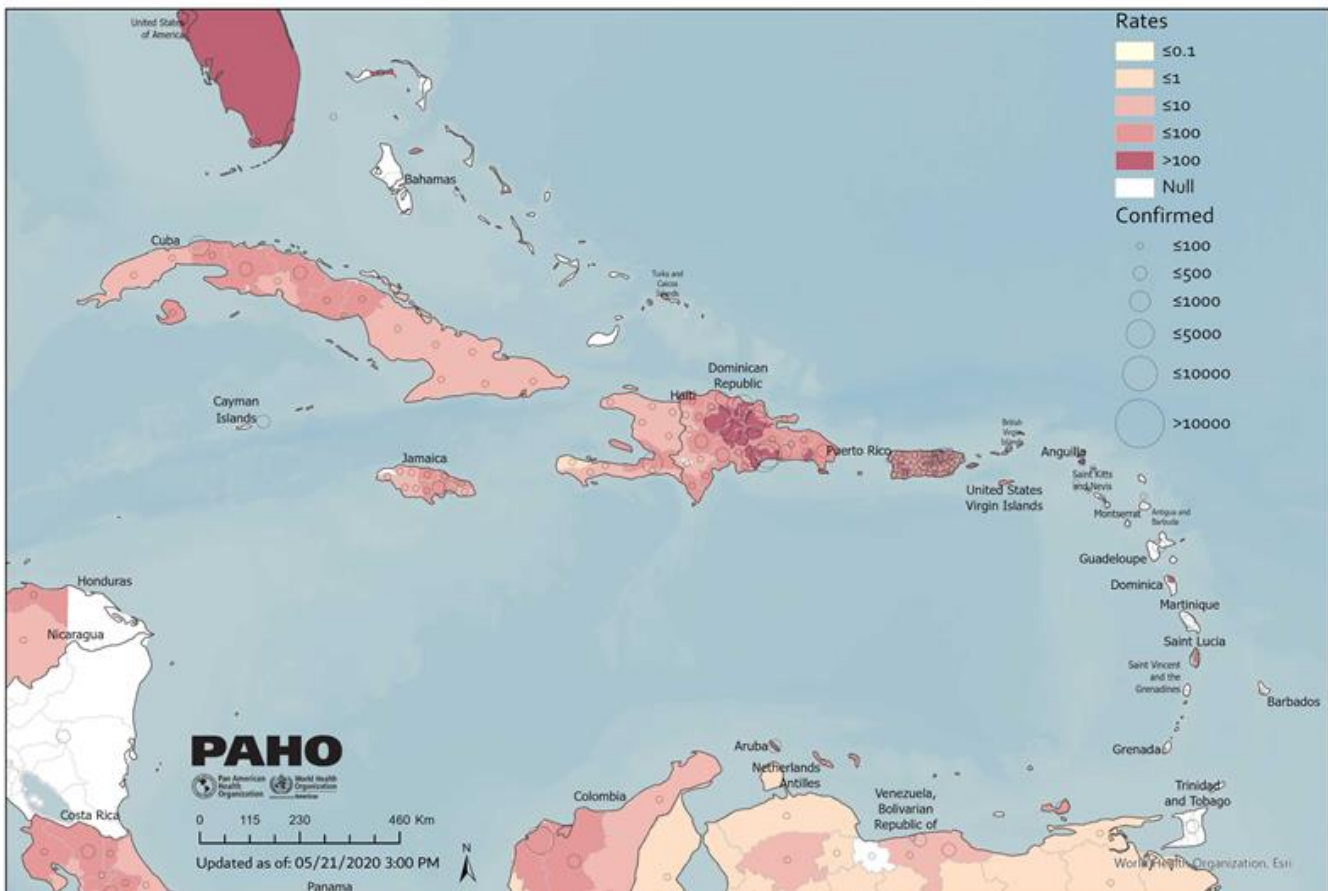 United States
of America
Rates
≤0.1
≤1
≤10
≤100
>100
Null
Confirmed
≤100
≤500
≤1000
≤5000
≤10000
>10000
Bahamas
Cuba
Turks and
Caicos
Islands
Dominican
Republic
Haiti
Cayman
Islands
Jamaica
Puerto Rico
British
Virgin
Islands
United States
Virgin Islands
Anguilla
Saint Kitts
and Nevis
Montserrat
Antigua and
Barbuda
Guadeloupe
Dominica
Martinique
Saint Lucia
Saint Vincent
and the
Grenadines
Barbados
Grenada
Honduras
Nicaragua
Costa Rica
PAHO
Pan American
Health
Organization
World Health
Organization
Americas
0 115 230 460 Km
Updated as of: 05/21/2020 3:00 PM
N
Panama
Aruba
Netherlands
Antilles
Colombia
Venezuela,
Bolivarian
Republic of
Trinidad
and Tobago
World Health Organization, Esri